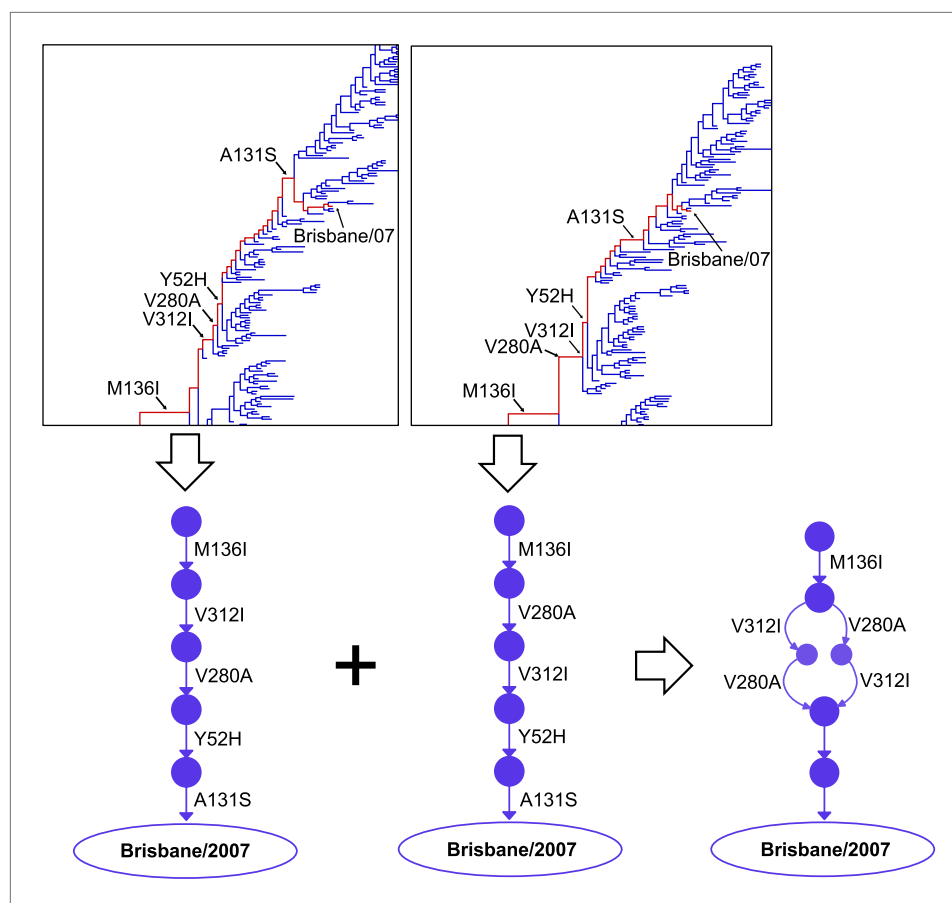 A131S
Brisbane/07
Y52H
V280A
V312I
M136I
A131S
Brisbane/07
Y52H
V312I
V280A
M136I
M136I
V312I
V280A
Y52H
A131S
Brisbane/2007
+
M136I
V280A
V312I
Y52H
A131S
Brisbane/2007
M136I
V312I
V280A
V280A
V312I
Brisbane/2007